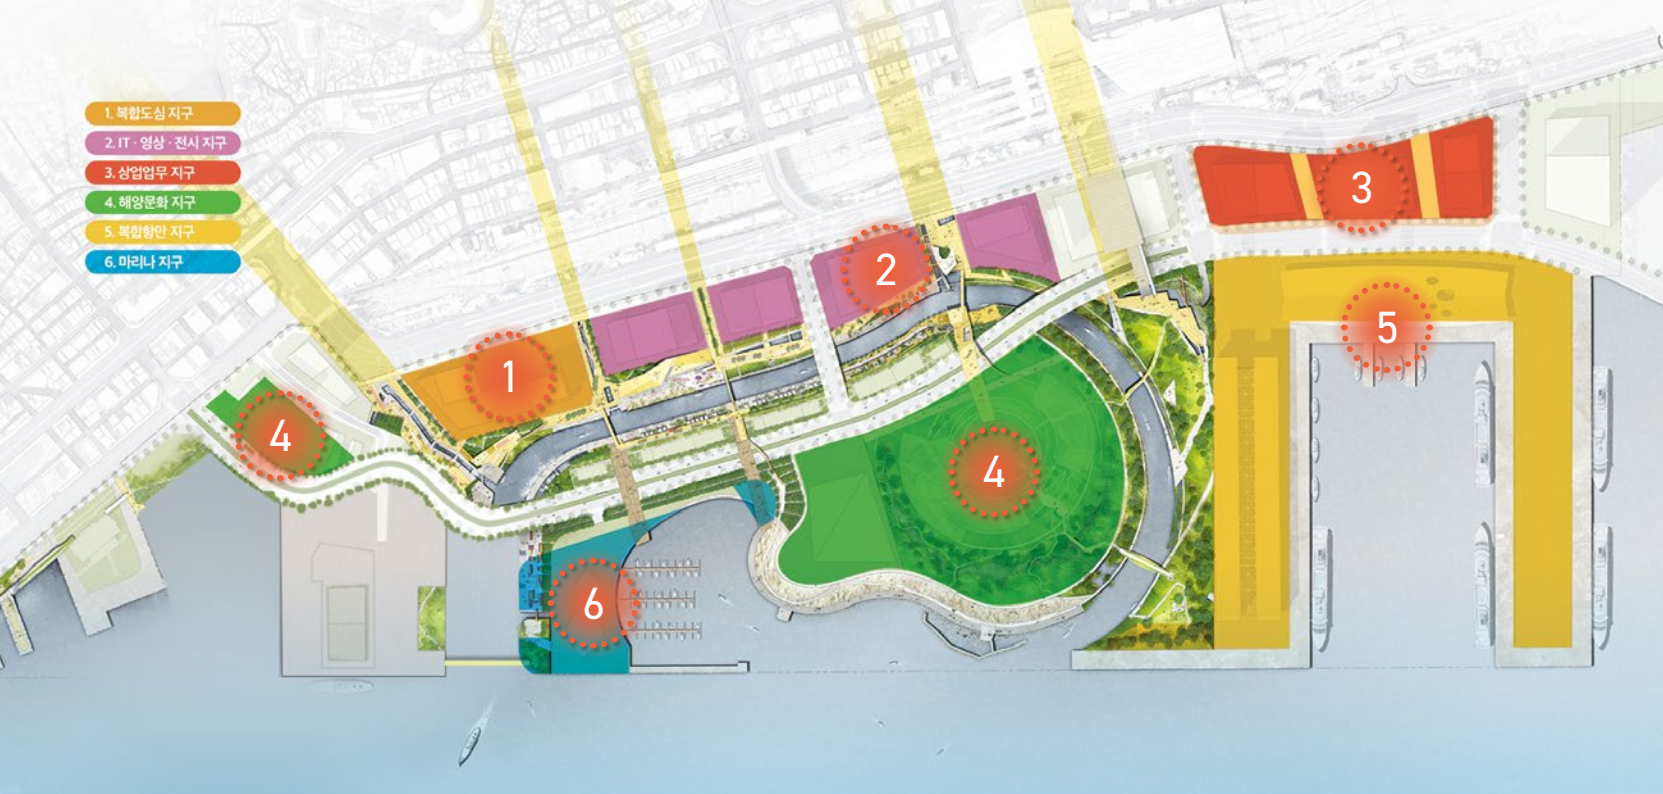 1. 복합도심 지구
2. IT · 영상 · 전시 지구
3. 상업업무 지구
4. 해양문화 지구
5. 복합항만 지구
6. 마리나 지구
3
2
5
1
4
4
6